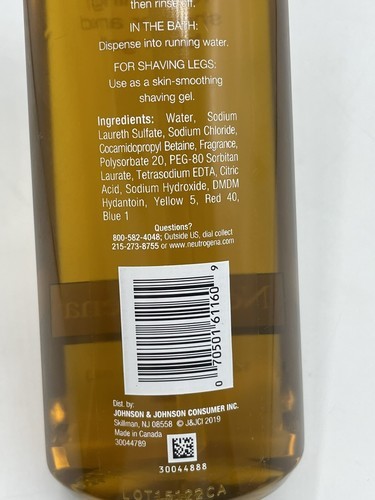 then rinse off.
IN THE BATH:
Dispense into running water.
FOR SHAVING LEGS:
Use as a skin-smoothing
shaving gel.
Ingredients: Water, Sodium
Laureth Sulfate, Sodium Chloride,
Cocamidopropyl Betaine, Fragrance,
Polysorbate 20, PEG-80 Sorbitan
Laurate, Tetrasodium EDTA, Citric
Acid, Sodium Hydroxide, DMDM
Hydantoin, Yellow 5, Red 40,
Blue 1
Questions?
800-582-4048; Outside US, dial collect
215-273-8755 or www.neutrogena.com
0 70501 61160 9
Dist. by:
JOHNSON & JOHNSON CONSUMER INC.
Skillman, NJ 08558 © J&JCI 2019
Made in Canada
30044789
30044888